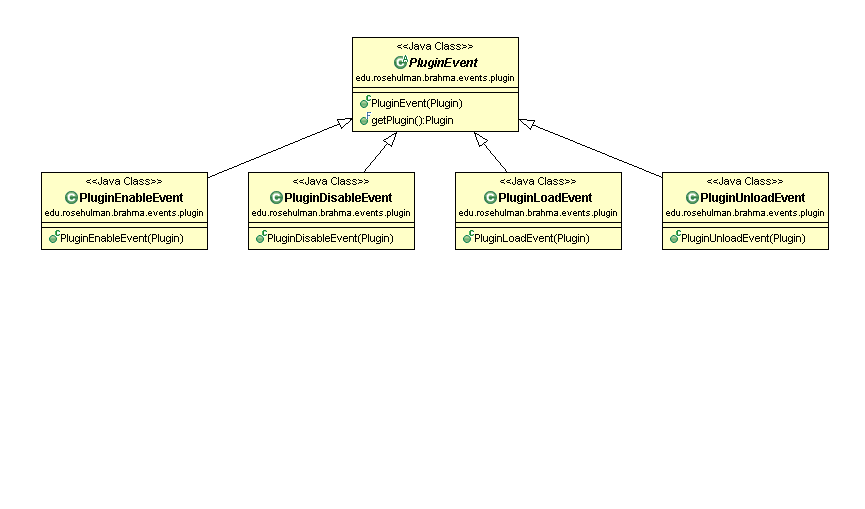 <<Java Class>>
PluginEvent
edu.rosehulman.brahma.events.plugin
PluginEvent(Plugin)
getPlugin():Plugin
<<Java Class>>
PluginEnableEvent
edu.rosehulman.brahma.events.plugin
PluginEnableEvent(Plugin)
<<Java Class>>
PluginDisableEvent
edu.rosehulman.brahma.events.plugin
PluginDisableEvent(Plugin)
<<Java Class>>
PluginLoadEvent
edu.rosehulman.brahma.events.plugin
PluginLoadEvent(Plugin)
<<Java Class>>
PluginUnloadEvent
edu.rosehulman.brahma.events.plugin
PluginUnloadEvent(Plugin)